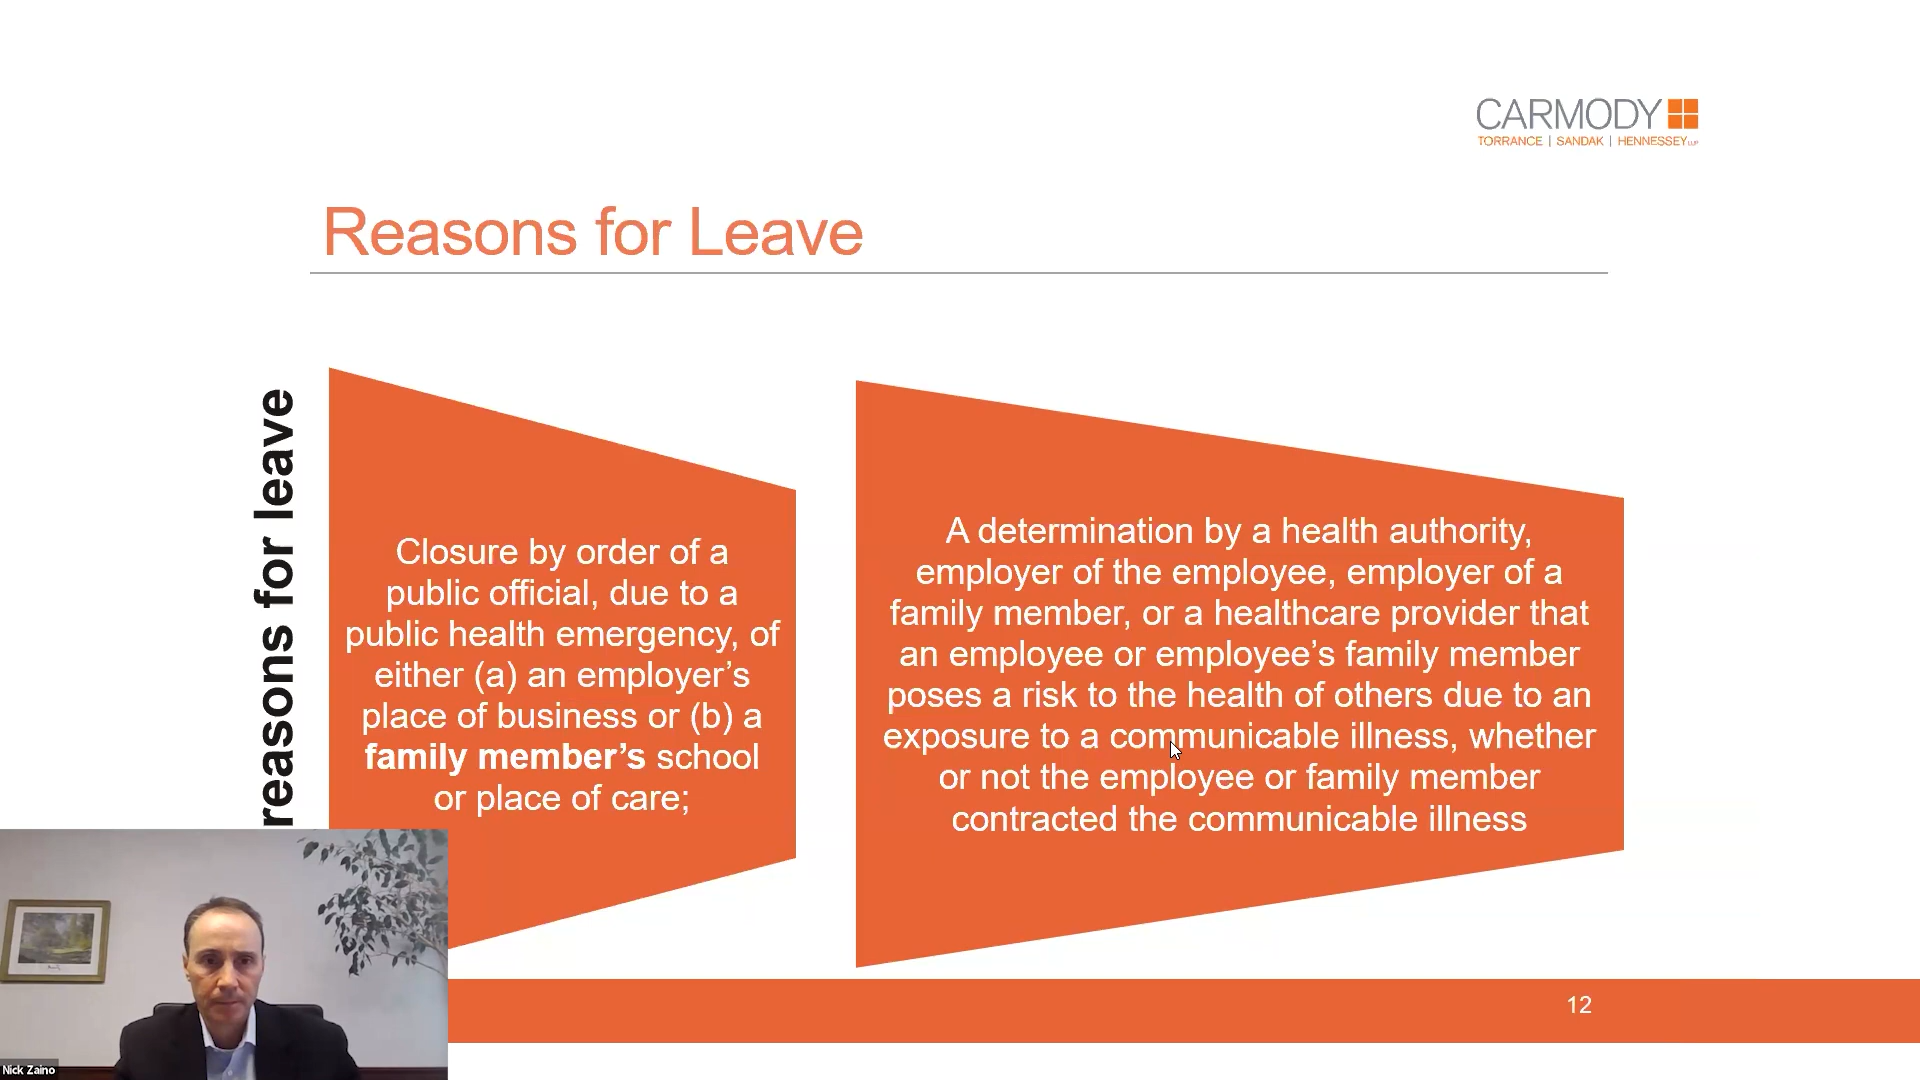 CARMODY
TORRANCE | SANDAK | HENNESSEY LLP
Reasons for Leave
reasons for leave
Closure by order of a
public official, due to a
public health emergency, of
either (a) an employer’s
place of business or (b) a
family member’s school
or place of care;
A determination by a health authority,
employer of the employee, employer of a
family member, or a healthcare provider that
an employee or employee’s family member
poses a risk to the health of others due to an
exposure to a communicable illness, whether
or not the employee or family member
contracted the communicable illness
12
Nick Zaino